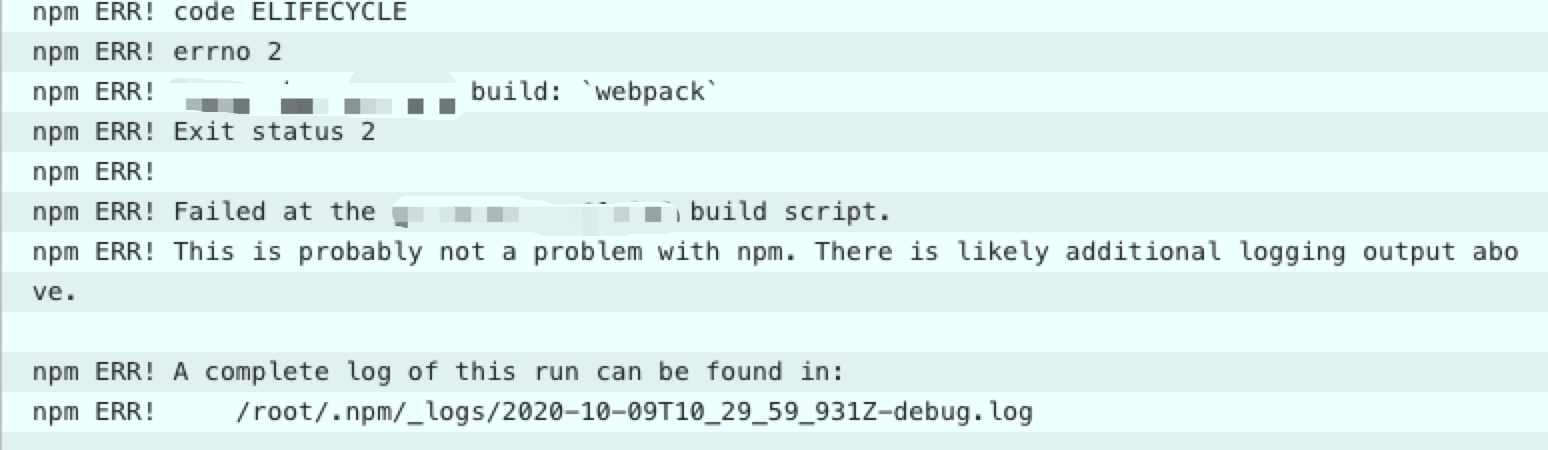 npm ERR! code ELIFECYCLE
npm ERR! errno 2
npm ERR! build: `webpack`
npm ERR! Exit status 2
npm ERR!
npm ERR! Failed at the build script.
npm ERR! This is probably not a problem with npm. There is likely additional logging output abo
ve.
npm ERR! A complete log of this run can be found in:
npm ERR!     /root/.npm/_logs/2020-10-09T10_29_59_931Z-debug.log